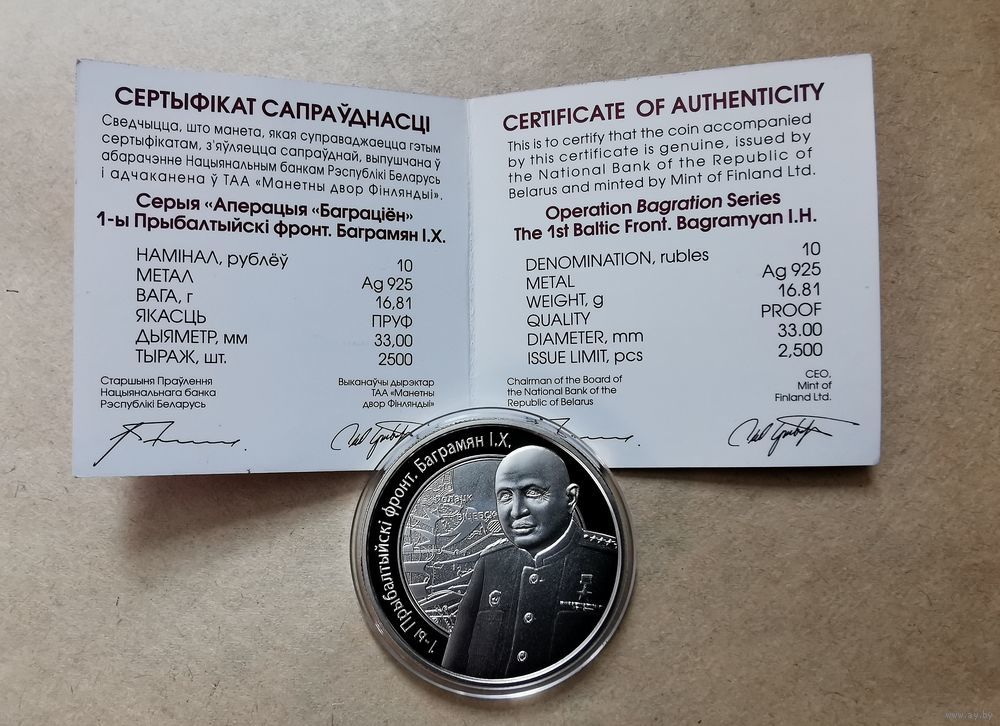 СЕРТЫФІКАТ САПРАЎДНАСЦІ
Сведчыцца, што манета, якая суправаджаецца гэтым
сертыфікатам, з'яўляецца сапраўднай, выпушчана ў
абарачэнне Нацыянальным банкам Рэспублікі Беларусь
і адчаканена ў ТАА «Манетны двор Фінляндыі».
Серыя «Аперацыя «Баграціён»
1-ы Прыбалтыйскі фронт. Баграмян І.Х.
НАМІНАЛ, рублёў 10
МЕТАЛ Ag 925
ВАГА, г 16,81
ЯКАСЦЬ ПРУФ
ДЫЯМЕТР, мм 33,00
ТЫРАЖ, шт. 2500
Старшыня Праўлення
Нацыянальнага банка
Рэспублікі Беларусь
Выканаўчы дырэктар
ТАА «Манетны
двор Фінляндыі»
CERTIFICATE OF AUTHENTICITY
This is to certify that the coin accompanied
by this certificate is genuine, issued by
the National Bank of the Republic of
Belarus and minted by Mint of Finland Ltd.
Operation Bagration Series
The 1st Baltic Front. Bagramyan I.H.
DENOMINATION, rubles 10
METAL Ag 925
WEIGHT, g 16.81
QUALITY PROOF
DIAMETER, mm 33.00
ISSUE LIMIT, pcs 2,500
Chairman of the Board of
the National Bank of the
Republic of Belarus
CEO,
Mint of
Finland Ltd.
1-ы Прыбалтыйскі фронт. Баграмян І.Х.
www.ay.by